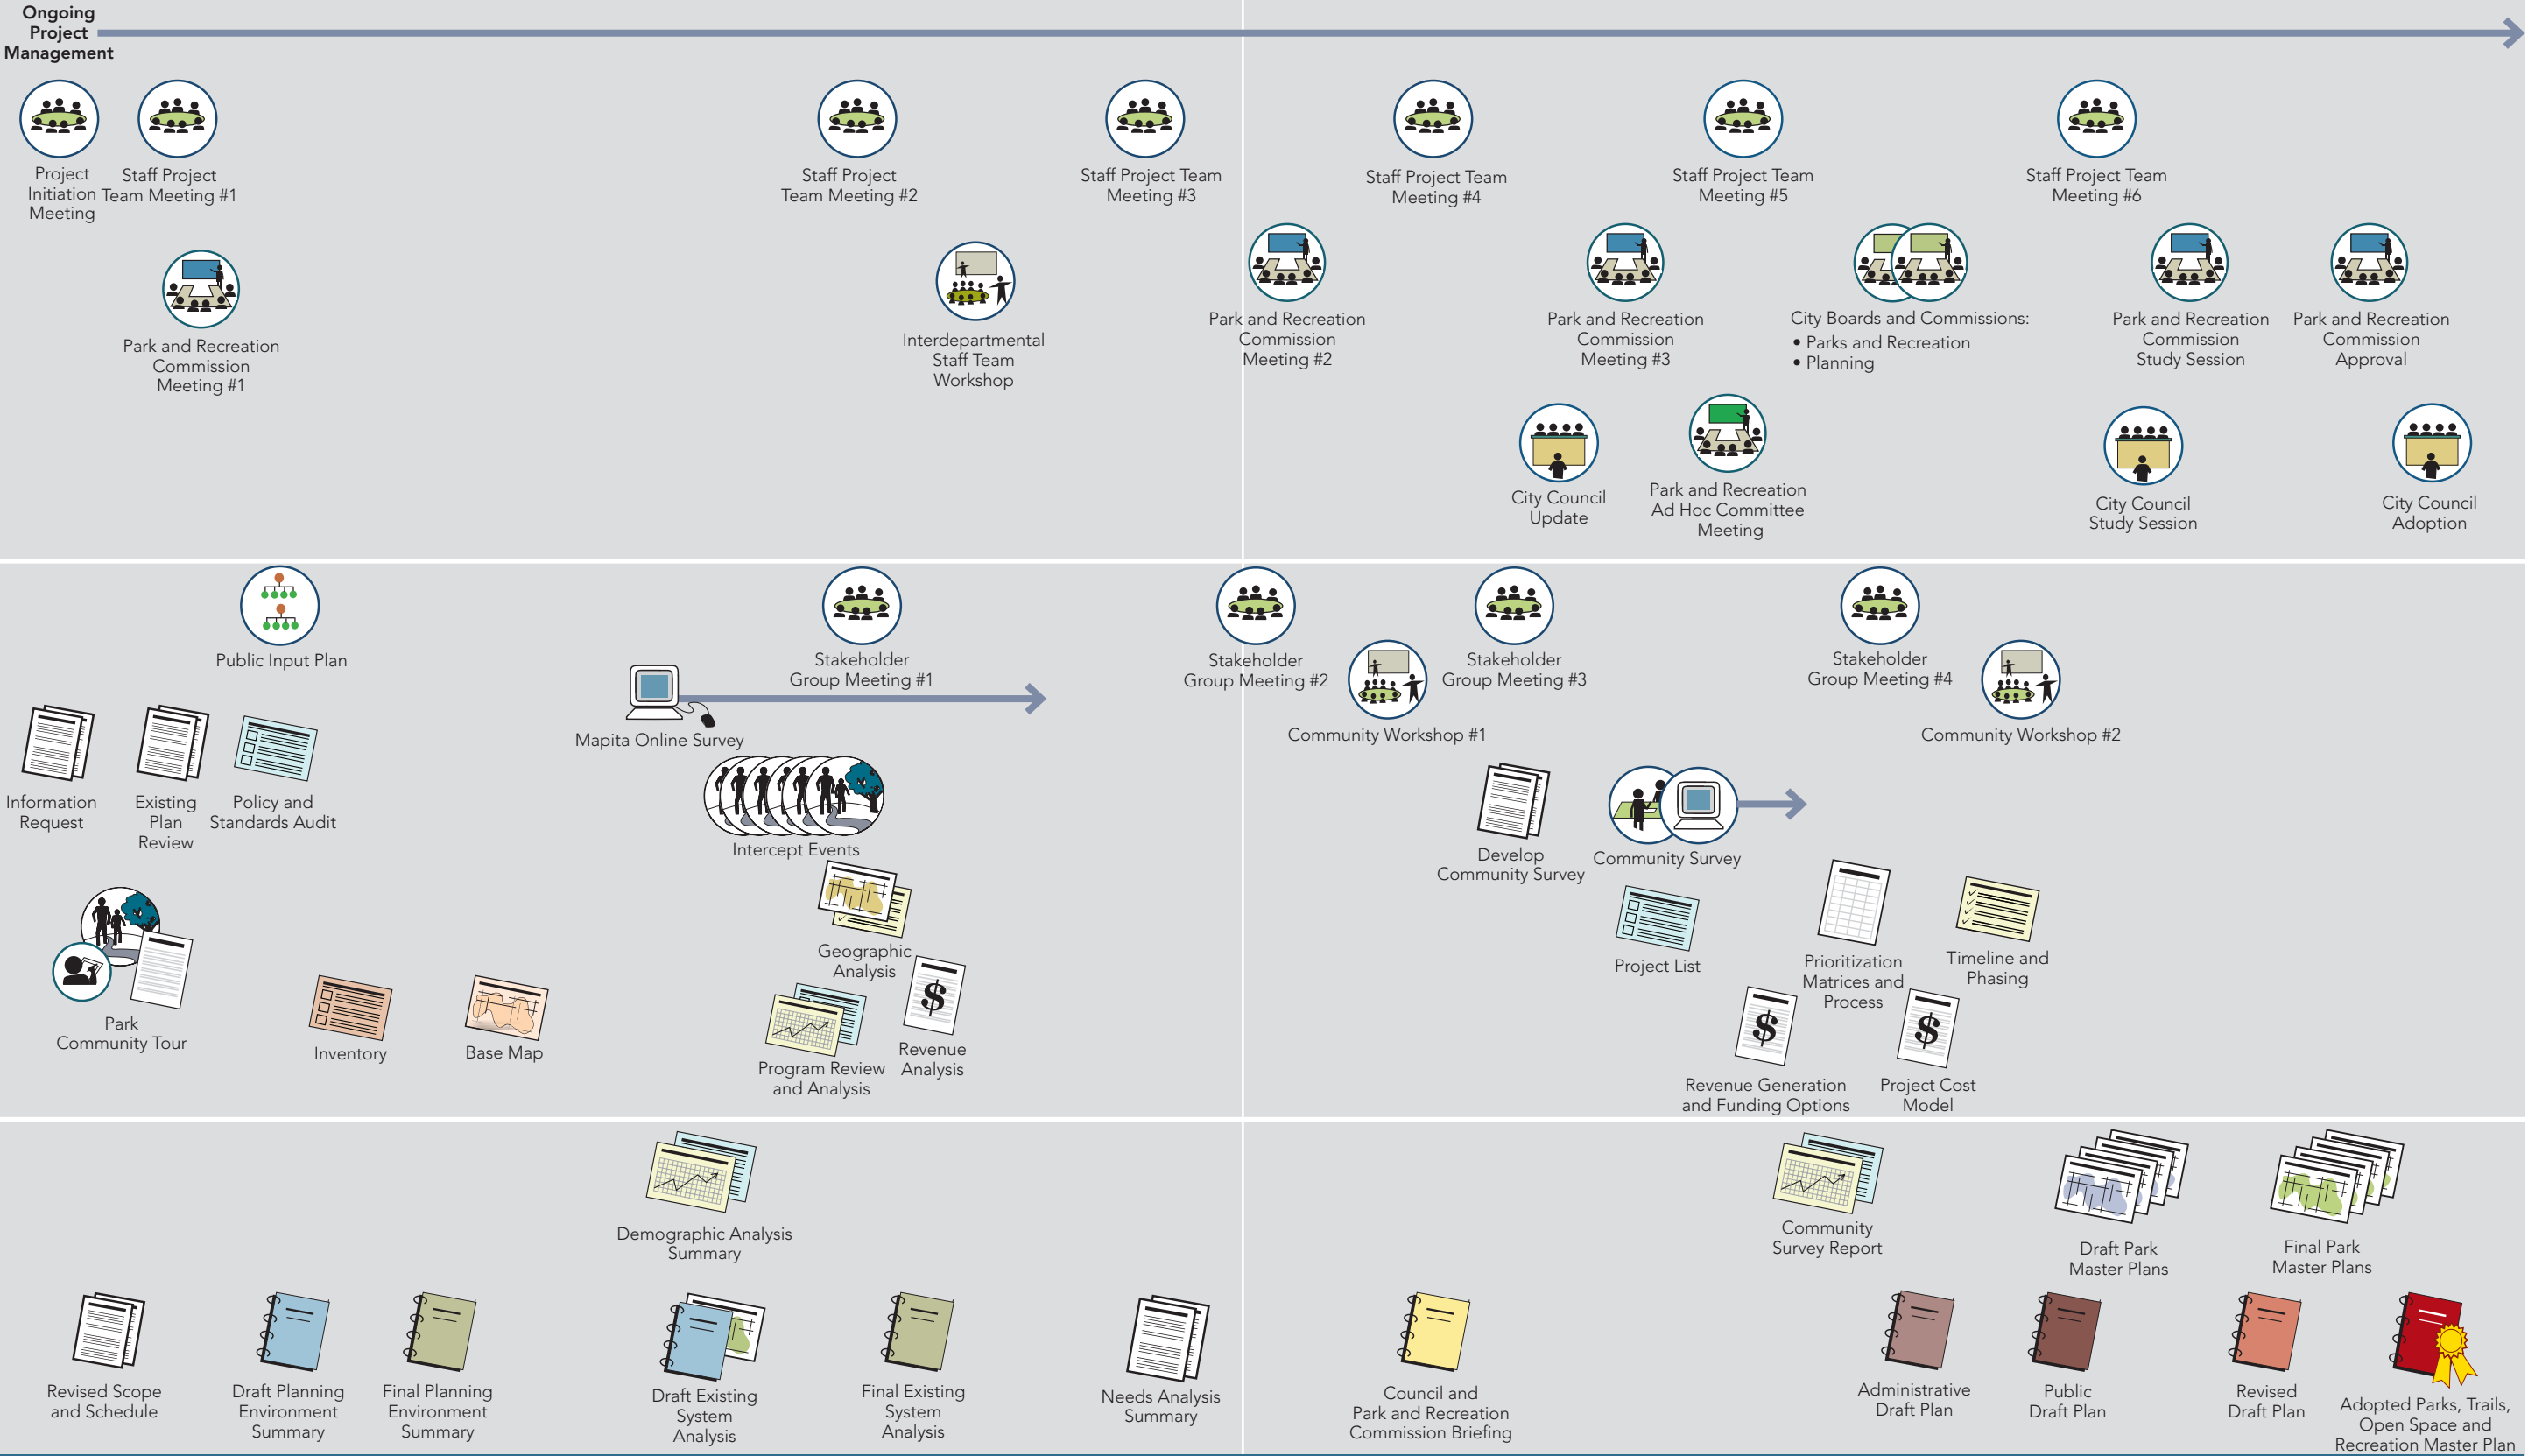 Ongoing
Project
Management
Project
Initiation
Meeting
Staff Project
Team Meeting #1
Staff Project
Team Meeting #2
Staff Project Team
Meeting #3
Staff Project Team
Meeting #4
Staff Project Team
Meeting #5
Staff Project Team
Meeting #6
Park and Recreation
Commission
Meeting #1
Interdepartmental
Staff Team
Workshop
Park and Recreation
Commission
Meeting #2
Park and Recreation
Commission
Meeting #3
City Boards and Commissions:
• Parks and Recreation
• Planning
Park and Recreation
Commission
Study Session
Park and Recreation
Commission
Approval
City Council
Update
Park and Recreation
Ad Hoc Committee
Meeting
City Council
Study Session
City Council
Adoption
Public Input Plan
Stakeholder
Group Meeting #1
Stakeholder
Group Meeting #2
Stakeholder
Group Meeting #3
Stakeholder
Group Meeting #4
Mapita Online Survey
Community Workshop #1
Community Workshop #2
Information
Request
Existing
Plan
Review
Policy and
Standards Audit
Intercept Events
Develop
Community Survey
Community Survey
Geographic
Analysis
Project List
Prioritization
Matrices and
Process
Timeline and
Phasing
Park
Community Tour
Inventory
Base Map
Program Review
and Analysis
Revenue
Analysis
$
$
$
Revenue Generation
and Funding Options
Project Cost
Model
Demographic Analysis
Summary
Community
Survey Report
Draft Park
Master Plans
Final Park
Master Plans
Revised Scope
and Schedule
Draft Planning
Environment
Summary
Final Planning
Environment
Summary
Draft Existing
System
Analysis
Final Existing
System
Analysis
Needs Analysis
Summary
Council and
Park and Recreation
Commission Briefing
Administrative
Draft Plan
Public
Draft Plan
Revised
Draft Plan
Adopted Parks, Trails,
Open Space and
Recreation Master Plan